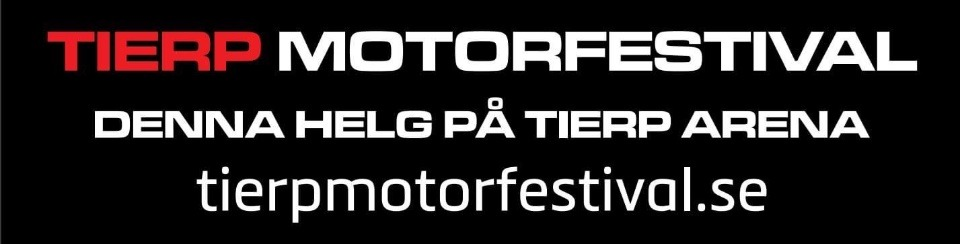 TIERP MOTORFESTIVAL
DENNA HELG PÅ TIERP ARENA
tierpmotorfestival.se